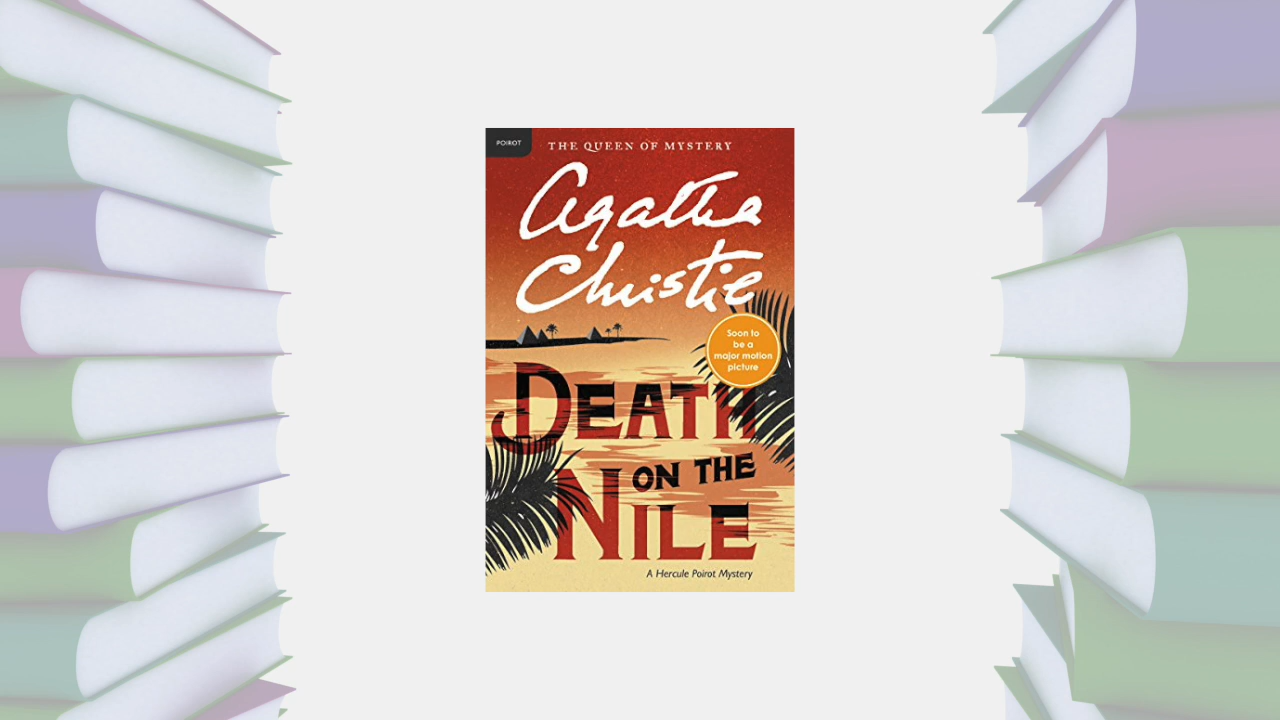 POIROT
THE QUEEN OF MYSTERY
Agatha
Christie
Soon to
be a
major motion
picture
DEATH
ON THE
NILE
A Hercule Poirot Mystery